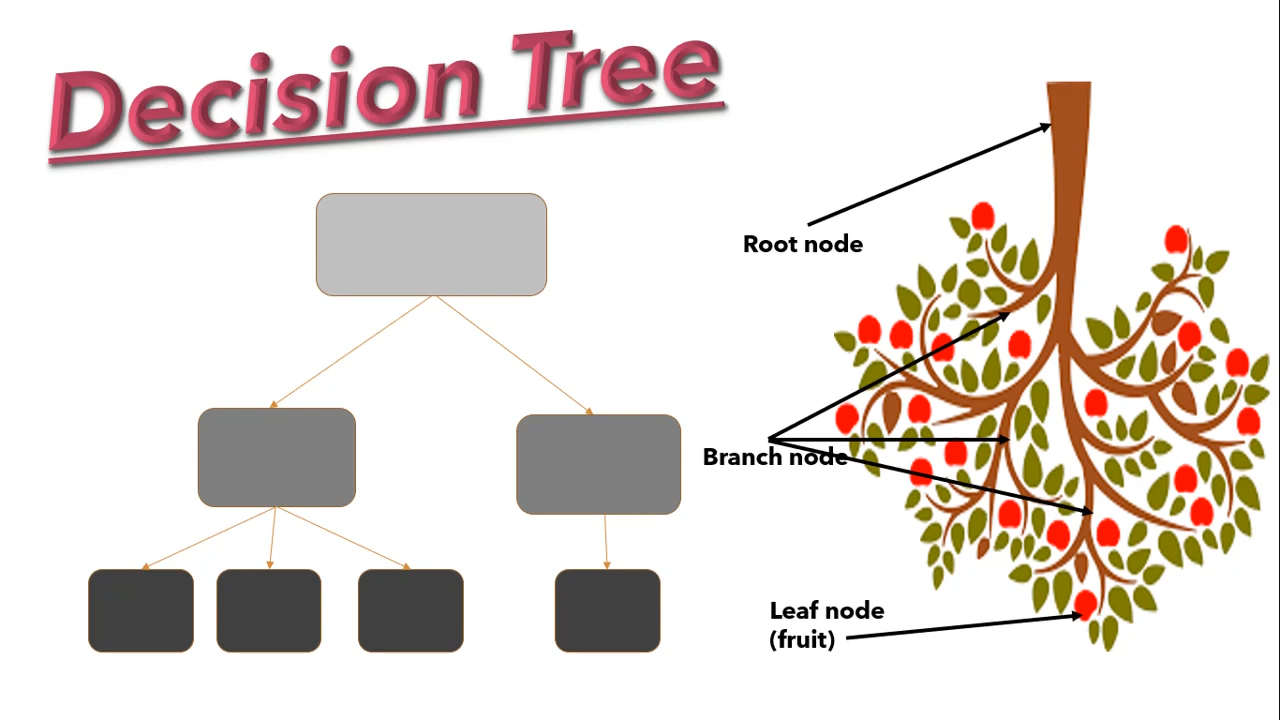 Decision Tree
Root node
Branch node
Leaf node
(fruit)